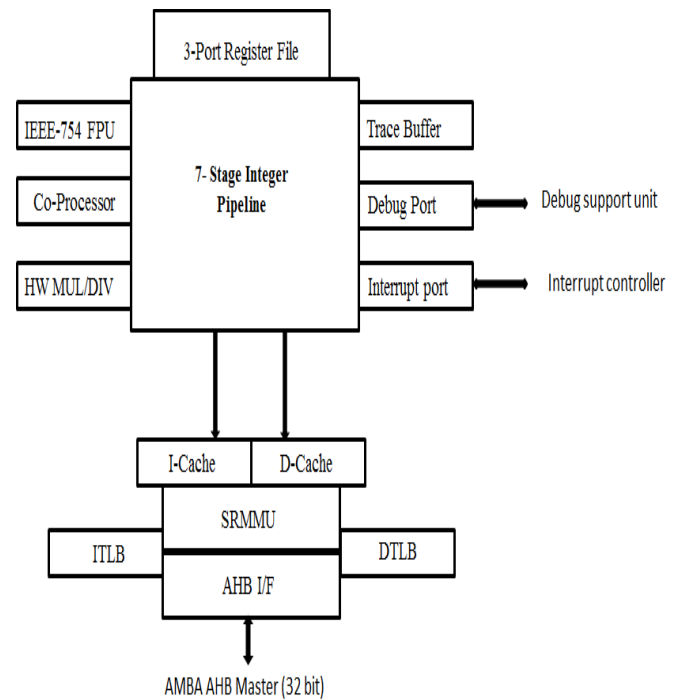 3-Port Register File
IEEE-754 FPU
Trace Buffer
7- Stage Integer
Pipeline
Co-Processor
Debug Port
Debug support unit
HW MUL/DIV
Interrupt port
Interrupt controller
I-Cache
D-Cache
SRMMU
ITLB
DTLB
AHB I/F
AMBA AHB Master (32 bit)